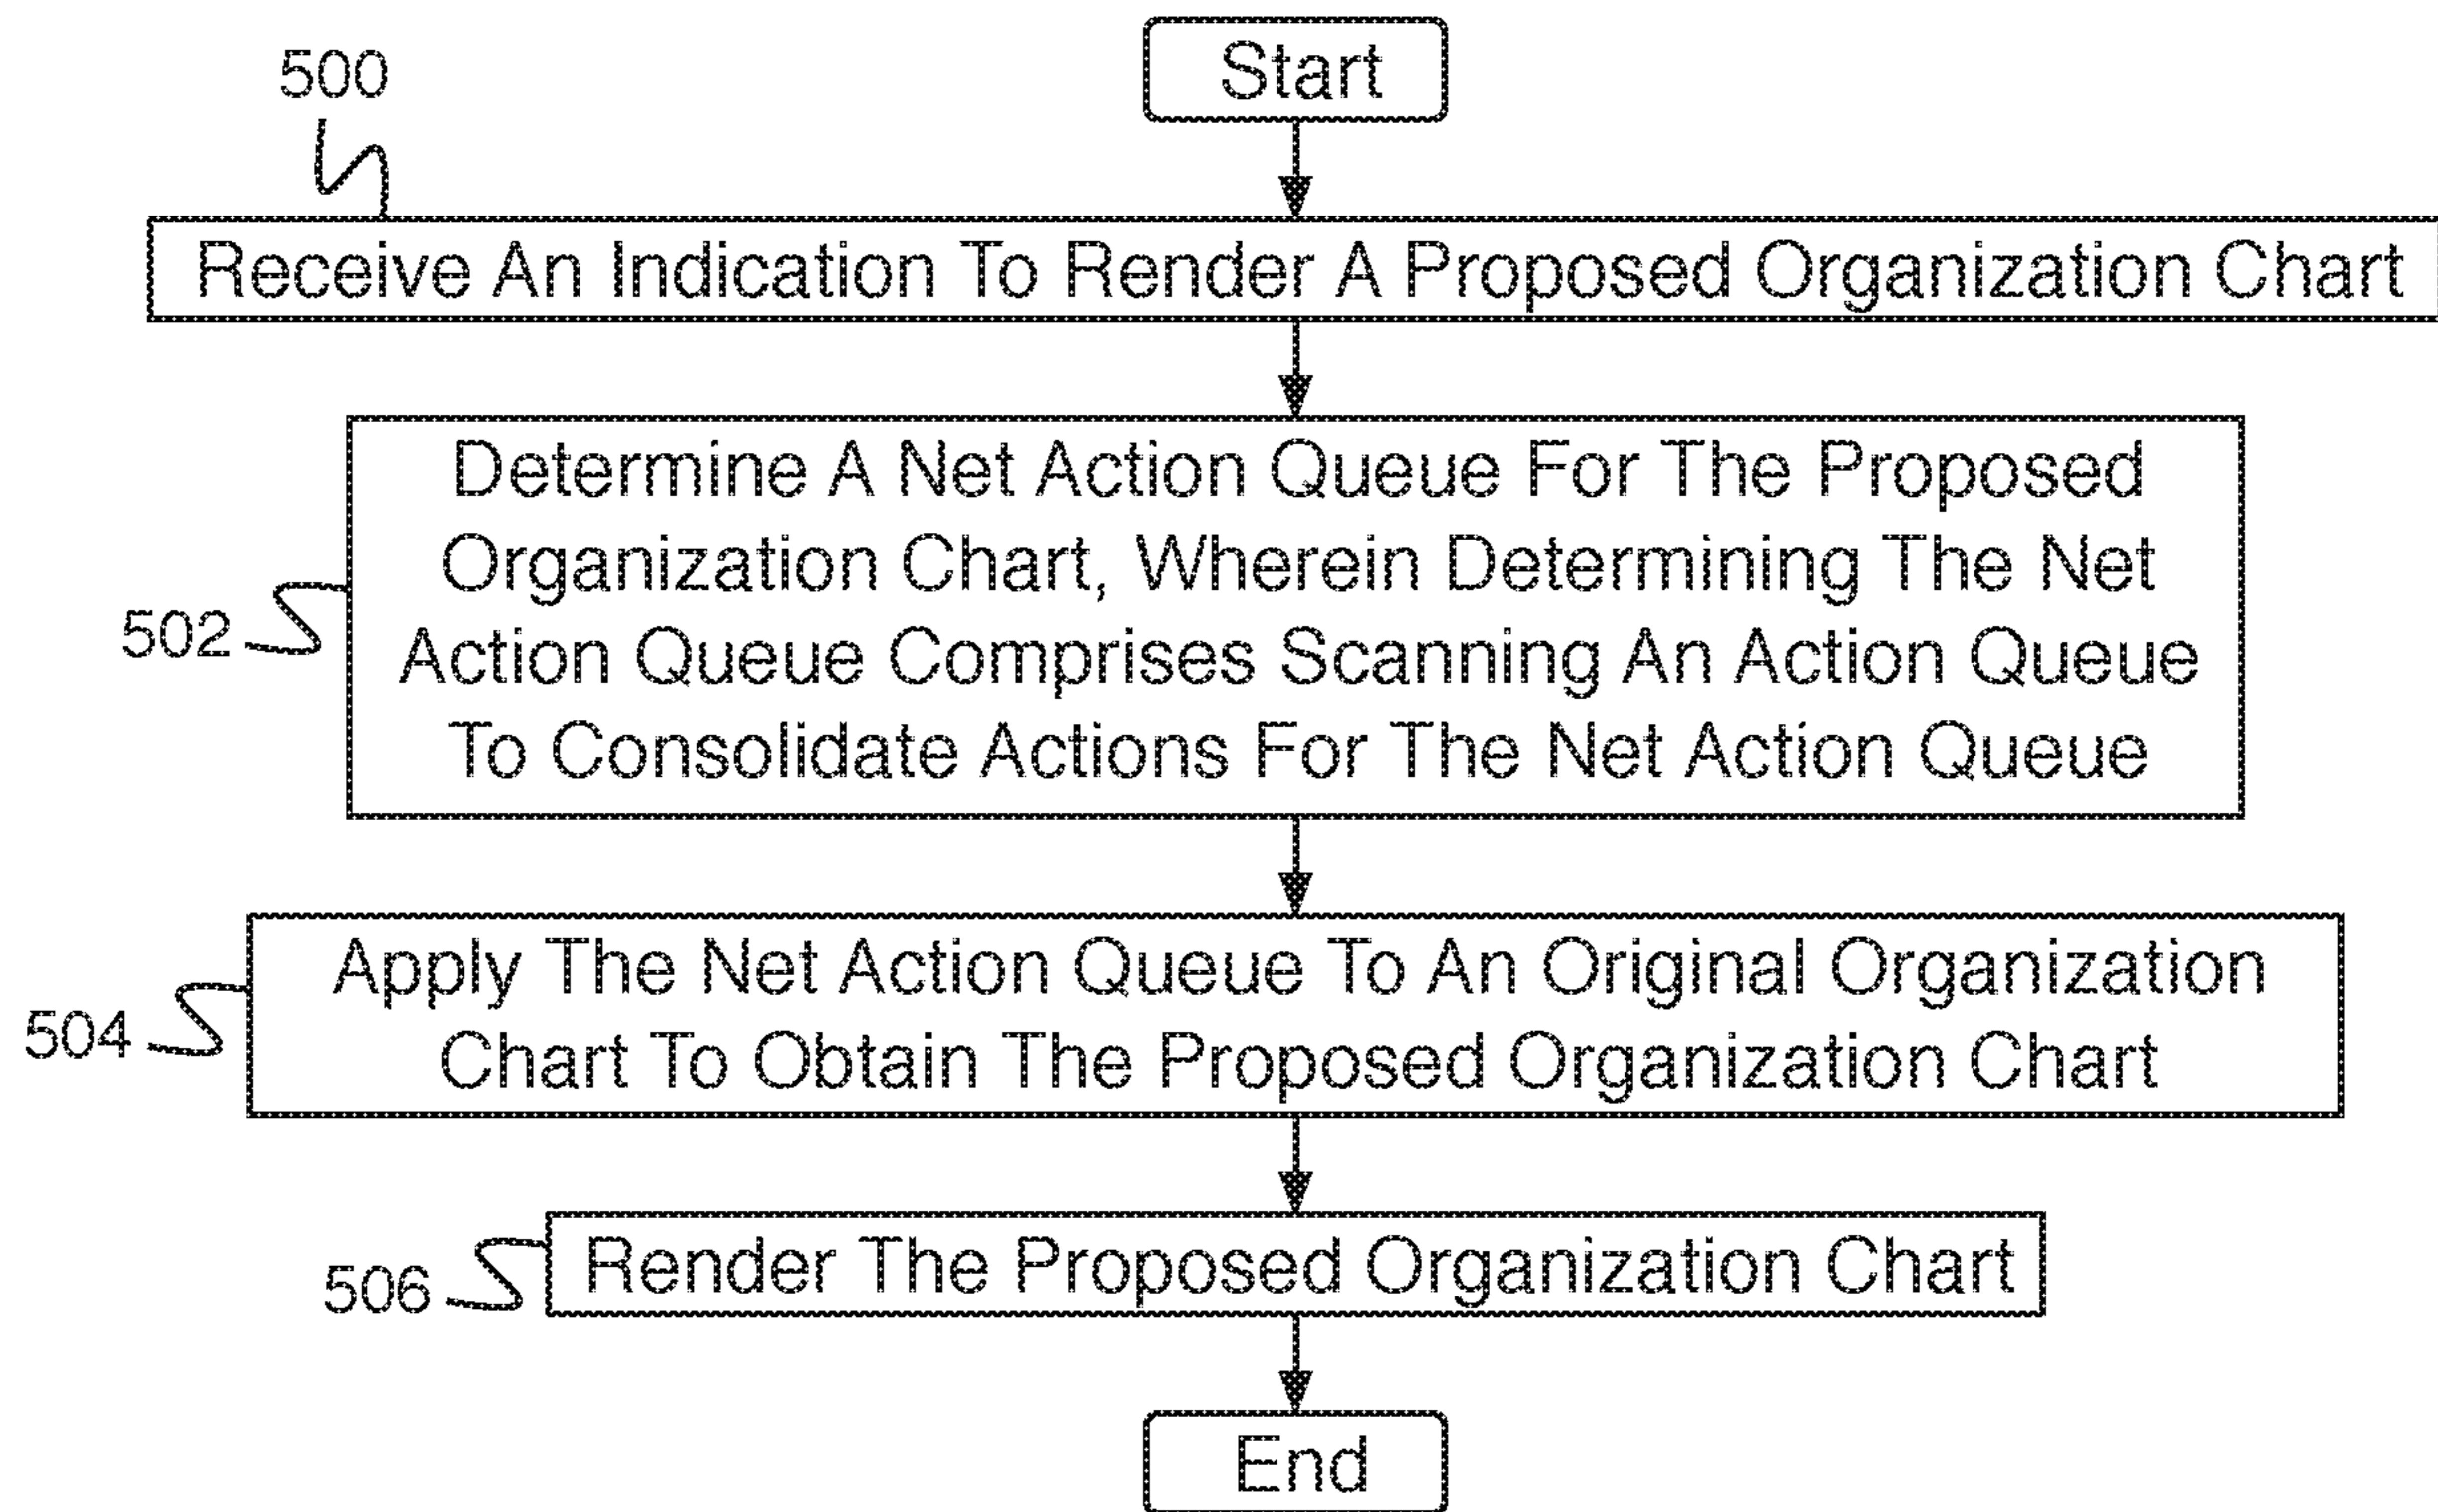 Start
500
Receive An Indication To Render A Proposed Organization Chart
Determine A Net Action Queue For The Proposed
Organization Chart, Wherein Determining The Net
502
Action Queue Comprises Scanning An Action Queue
To Consolidate Actions For The Net Action Queue
Apply The Net Action Queue To An Original Organization
504
Chart To Obtain The Proposed Organization Chart
506
Render The Proposed Organization Chart
End